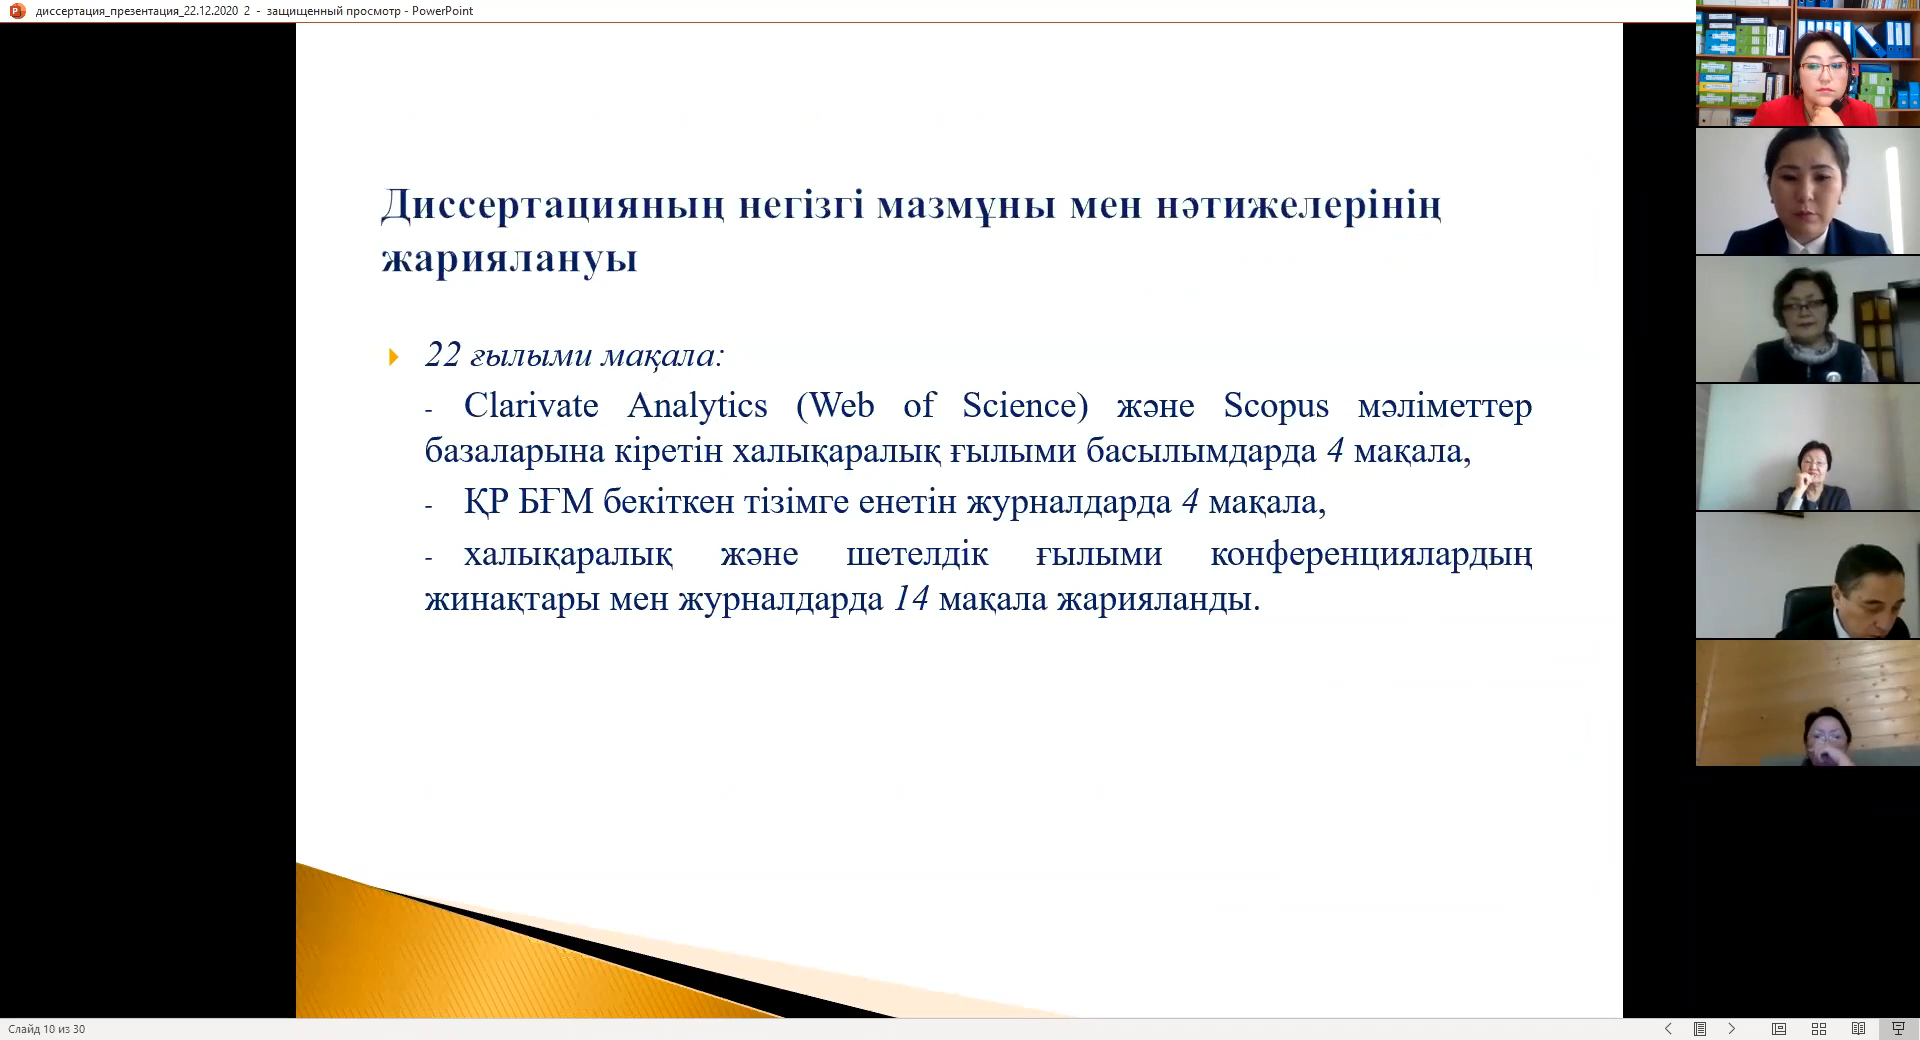 диссертация_презентация_22.12.2020 2 - защищенный просмотр - PowerPoint
Диссертацияның негізгі мазмұны мен нәтижелерінің
жариялануы
22 ғылыми мақала:
- Clarivate Analytics (Web of Science) және Scopus мәліметтер
базаларына кіретін халықаралық ғылыми басылымдарда 4 мақала,
- ҚР БҒМ бекіткен тізімге енетін журналдарда 4 мақала,
- халықаралық және шетелдік ғылыми конференциялардың
жинақтары мен журналдарда 14 мақала жарияланды.
Слайд 10 из 30